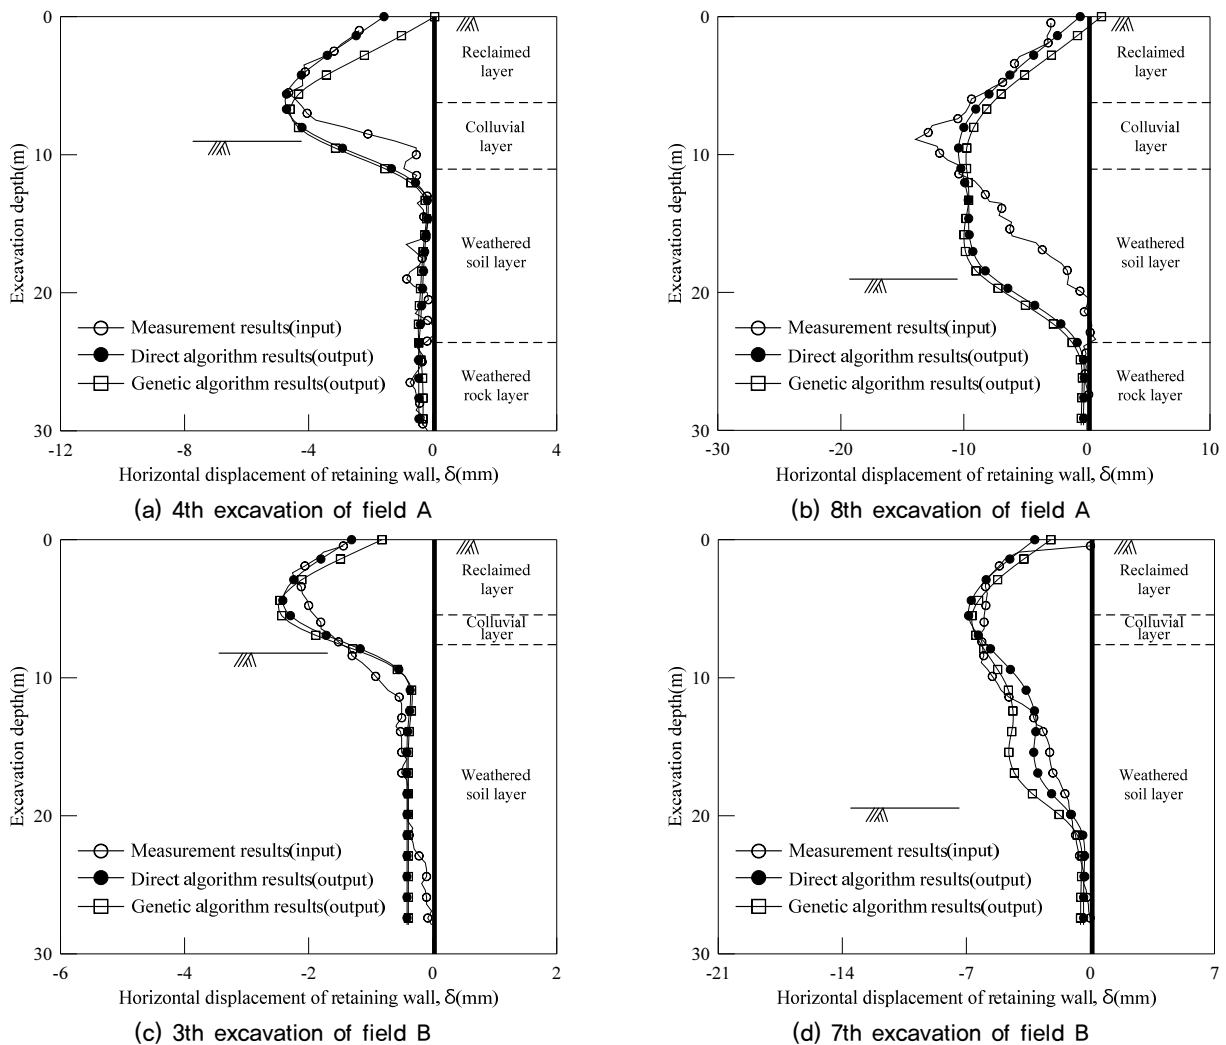 0
10
20
30
Excavation depth(m)
Reclaimed
layer
Colluvial
layer
Weathered
soil layer
Weathered
rock layer
Measurement results(input)
Direct algorithm results(output)
Genetic algorithm results(output)
-12
-8
-4
0
4
Horizontal displacement of retaining wall, δ(mm)
(a) 4th excavation of field A
0
10
20
30
Excavation depth(m)
Reclaimed
layer
Colluvial
layer
Weathered
soil layer
Weathered
rock layer
Measurement results(input)
Direct algorithm results(output)
Genetic algorithm results(output)
-30
-20
-10
0
10
Horizontal displacement of retaining wall, δ(mm)
(b) 8th excavation of field A
0
10
20
30
Excavation depth(m)
Reclaimed
layer
Colluvial
layer
Weathered
soil layer
Measurement results(input)
Direct algorithm results(output)
Genetic algorithm results(output)
-6
-4
-2
0
2
Horizontal displacement of retaining wall, δ(mm)
(c) 3th excavation of field B
0
10
20
30
Excavation depth(m)
Reclaimed
layer
Colluvial
layer
Weathered
soil layer
Measurement results(input)
Direct algorithm results(output)
Genetic algorithm results(output)
-21
-14
-7
0
7
Horizontal displacement of retaining wall, δ(mm)
(d) 7th excavation of field B